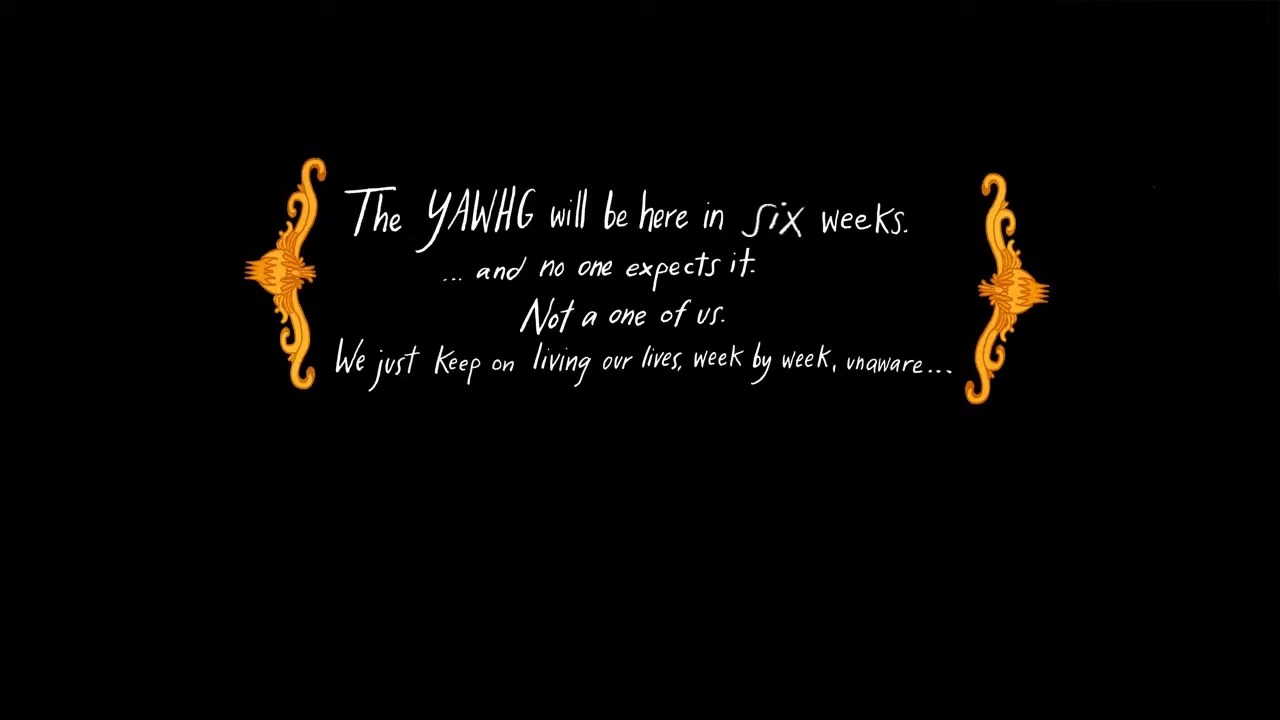 The YAWHG will be here in six weeks.
... and no one expects it.
Not a one of us.
We just keep on living our lives, week by week, unaware...